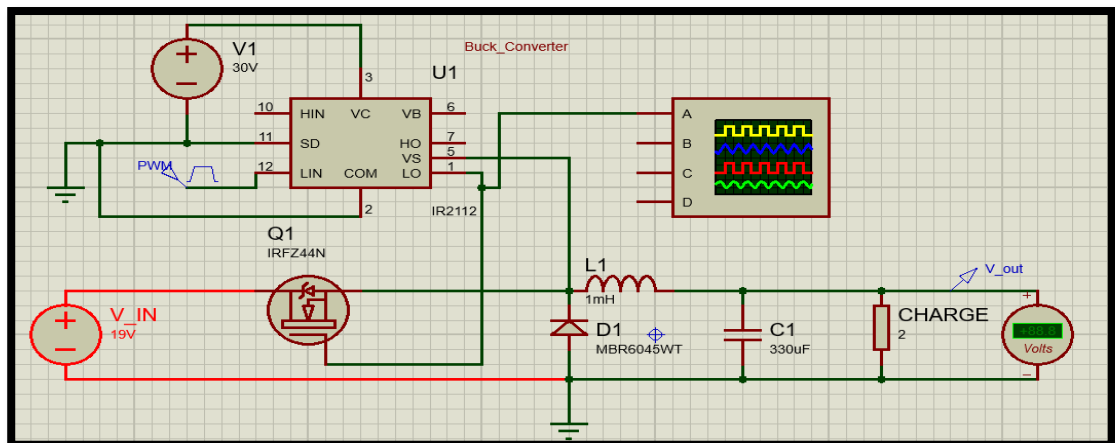 Buck_Converter
V1
30V
U1
3
10 HIN VC VB 6
11 SD HO 7
VS 5
12 LIN COM LO 1
PWM
2
IR2112
A
B
C
D
Q1
IRFZ44N
V_IN
19V
L1
1mH
D1
MBR6045WT
C1
330uF
CHARGE
2
V_out
+88.8
Volts